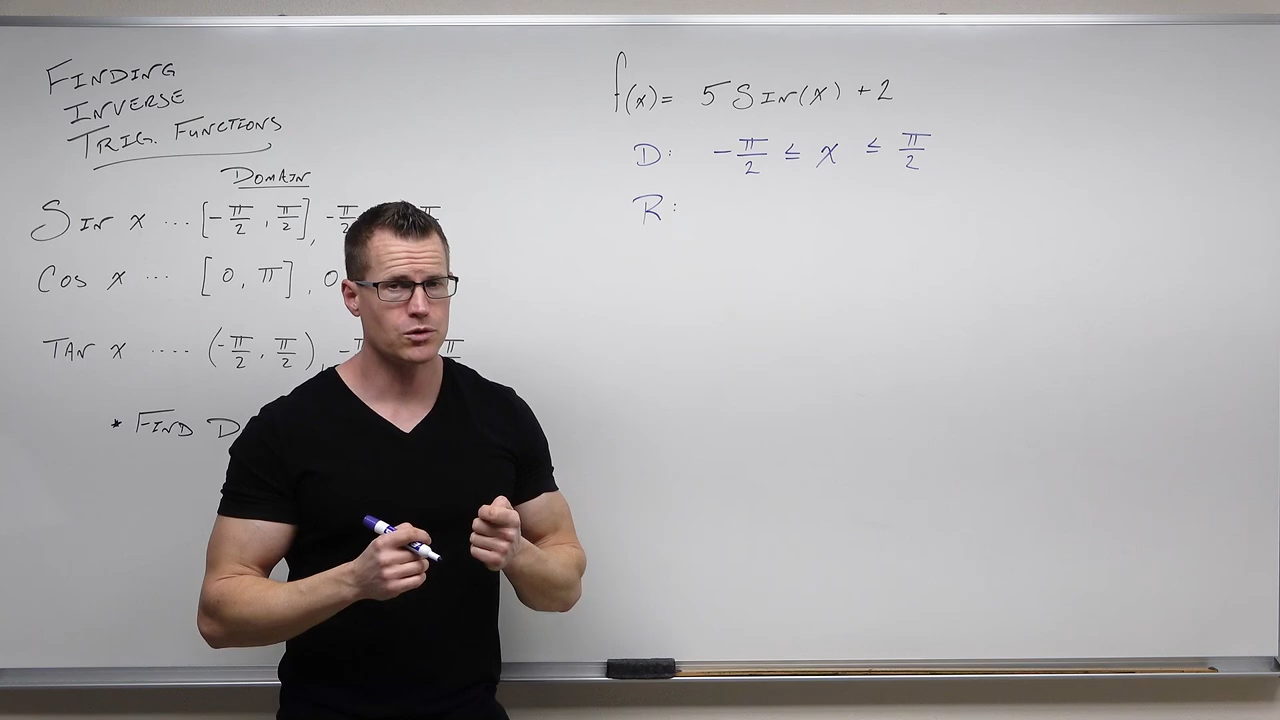 FINDING
INVERSE
TRIG. FUNCTIONS
DOMAIN
SIN x ... [-π/2, π/2], -π/2 π
COS x ... [0, π], 0
TAN x .... (-π/2, π/2), -π π/2
* FIND D
f(x) = 5 SIN(x) + 2
D: -π/2 ≤ x ≤ π/2
R: